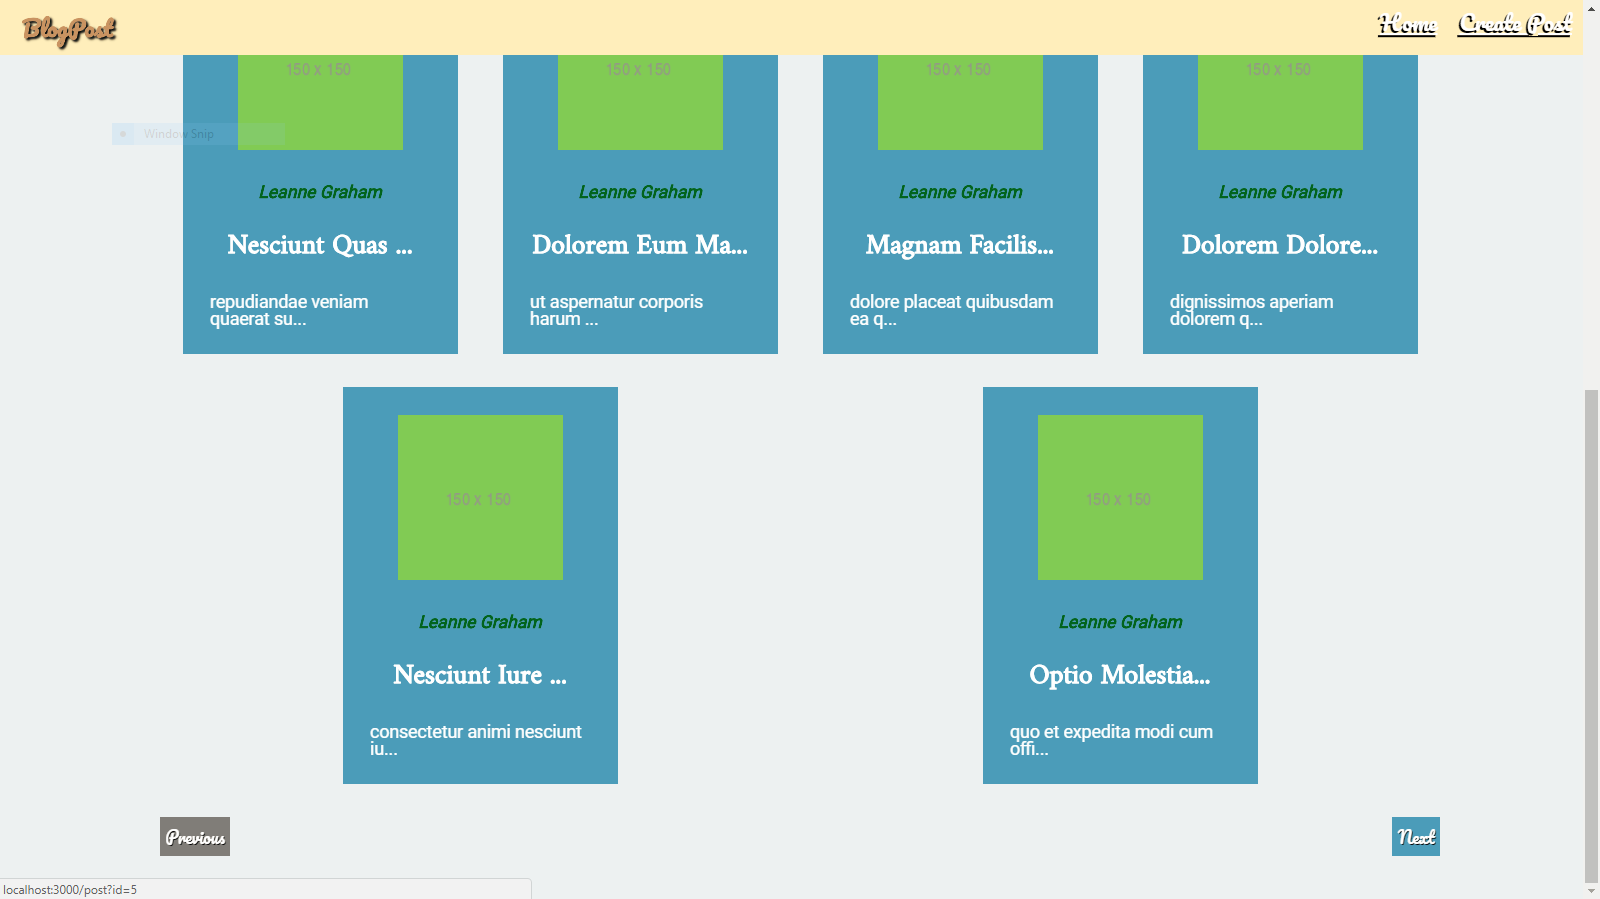 BlogPost
Home
Create Post
150 x 150
150 x 150
150 x 150
150 x 150
Window Snip
Leanne Graham
Leanne Graham
Leanne Graham
Leanne Graham
Nesciunt Quas ...
Dolorem Eum Ma...
Magnam Facilis...
Dolorem Dolore...
repudiandae veniam
quaerat su...
ut aspernatur corporis
harum ...
dolore placeat quibusdam
ea q...
dignissimos aperiam
dolorem q...
150 x 150
150 x 150
Leanne Graham
Leanne Graham
Nesciunt Iure ...
Optio Molestia...
consectetur animi nesciunt
iu...
quo et expedita modi cum
offi...
Previous
Next
localhost:3000/post?id=5